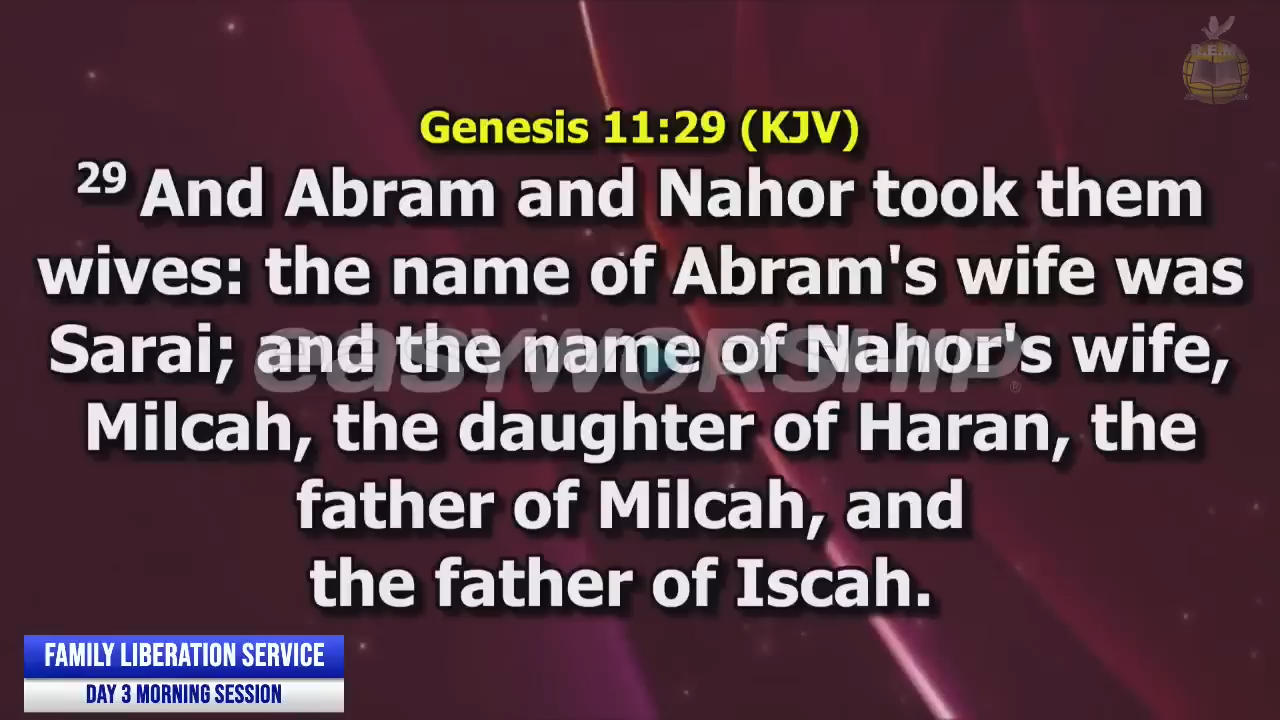 R.E.M
Genesis 11:29 (KJV)
29 And Abram and Nahor took them
wives: the name of Abram's wife was
Sarai; and the name of Nahor's wife,
easyworship®
Milcah, the daughter of Haran, the
father of Milcah, and
the father of Iscah.
FAMILY LIBERATION SERVICE
DAY 3 MORNING SESSION